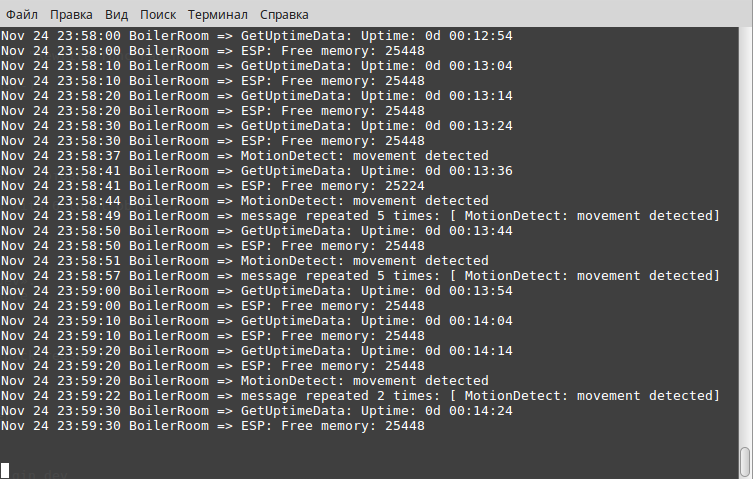 Файл Правка Вид Поиск Терминал Справка
Nov 24 23:58:00 BoilerRoom => GetUptimeData: Uptime: 0d 00:12:54
Nov 24 23:58:00 BoilerRoom => ESP: Free memory: 25448
Nov 24 23:58:10 BoilerRoom => GetUptimeData: Uptime: 0d 00:13:04
Nov 24 23:58:10 BoilerRoom => ESP: Free memory: 25448
Nov 24 23:58:20 BoilerRoom => GetUptimeData: Uptime: 0d 00:13:14
Nov 24 23:58:20 BoilerRoom => ESP: Free memory: 25448
Nov 24 23:58:30 BoilerRoom => GetUptimeData: Uptime: 0d 00:13:24
Nov 24 23:58:30 BoilerRoom => ESP: Free memory: 25448
Nov 24 23:58:37 BoilerRoom => MotionDetect: movement detected
Nov 24 23:58:41 BoilerRoom => GetUptimeData: Uptime: 0d 00:13:36
Nov 24 23:58:41 BoilerRoom => ESP: Free memory: 25224
Nov 24 23:58:44 BoilerRoom => MotionDetect: movement detected
Nov 24 23:58:49 BoilerRoom => message repeated 5 times: [ MotionDetect: movement detected]
Nov 24 23:58:50 BoilerRoom => GetUptimeData: Uptime: 0d 00:13:44
Nov 24 23:58:50 BoilerRoom => ESP: Free memory: 25448
Nov 24 23:58:51 BoilerRoom => MotionDetect: movement detected
Nov 24 23:58:57 BoilerRoom => message repeated 5 times: [ MotionDetect: movement detected]
Nov 24 23:59:00 BoilerRoom => GetUptimeData: Uptime: 0d 00:13:54
Nov 24 23:59:00 BoilerRoom => ESP: Free memory: 25448
Nov 24 23:59:10 BoilerRoom => GetUptimeData: Uptime: 0d 00:14:04
Nov 24 23:59:10 BoilerRoom => ESP: Free memory: 25448
Nov 24 23:59:20 BoilerRoom => GetUptimeData: Uptime: 0d 00:14:14
Nov 24 23:59:20 BoilerRoom => ESP: Free memory: 25448
Nov 24 23:59:20 BoilerRoom => MotionDetect: movement detected
Nov 24 23:59:22 BoilerRoom => message repeated 2 times: [ MotionDetect: movement detected]
Nov 24 23:59:30 BoilerRoom => GetUptimeData: Uptime: 0d 00:14:24
Nov 24 23:59:30 BoilerRoom => ESP: Free memory: 25448